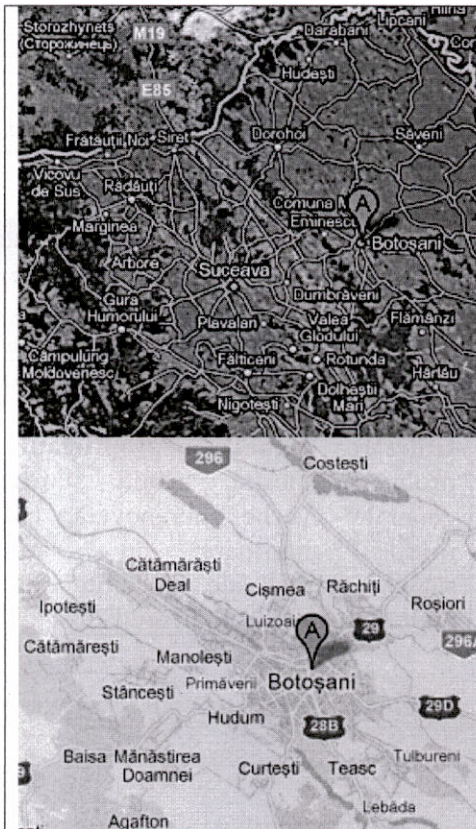 Storozhynets
(Сторожинець)
M19
Lipcani
Darabani
Hudești
E85
Frătăuții Noi
Siret
Dorohoi
Săveni
Vicovu
de Sus
Rădăuți
Marginea
Comuna
Eminescu
A
Botoșani
Arbore
Suceava
Dumbrăveni
Gura
Humorului
Plavalari
Valea
Glodului
Flămânzi
Câmpulung
Moldovenesc
Fălticeni
Rotunda
Hârlău
Dolheștii
Mari
Nigotești
296
Costești
Cătămărăști
Deal
Cișmea
Răchiți
Ipotești
Luizoaia
Roșiori
A
29
296A
Cătămărești
Manolești
Stâncești
Primăverii
Botoșani
Hudum
28B
29D
Baisa
Mănăstirea
Doamnei
Curtești
Teasc
Tulbureni
Lebăda
Agafton